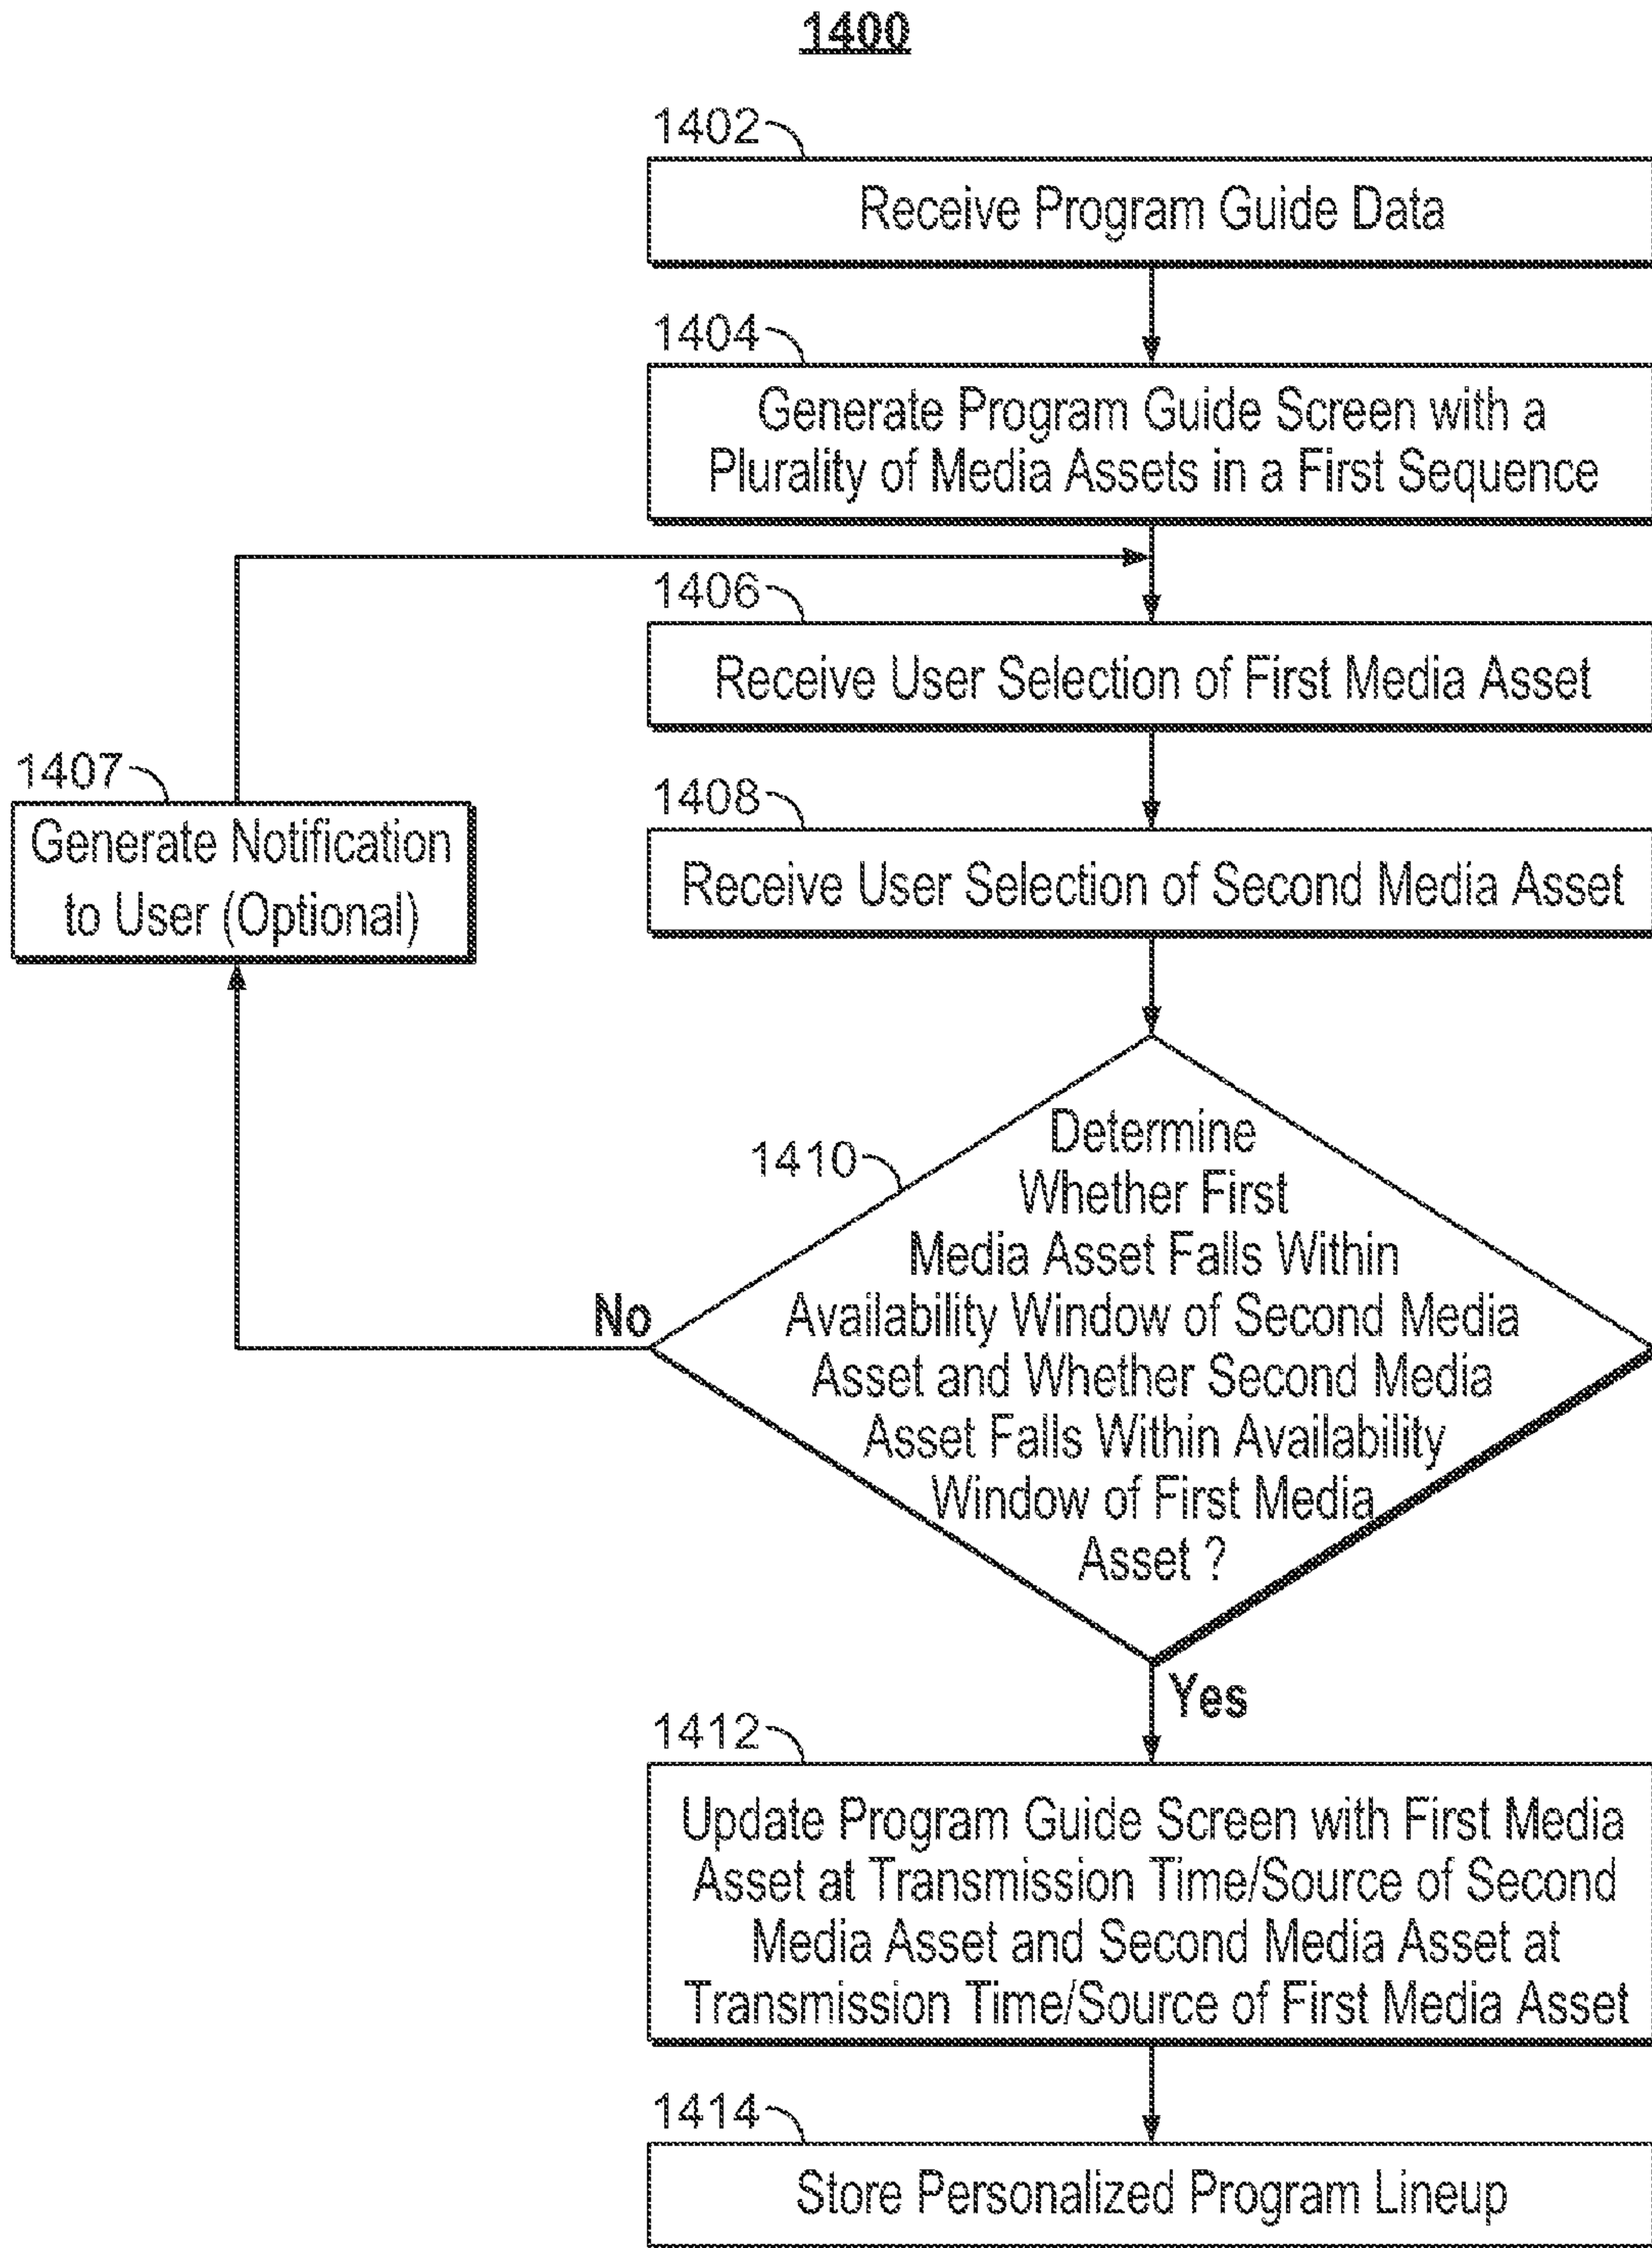 1400
1402
Receive Program Guide Data
1404
Generate Program Guide Screen with a
Plurality of Media Assets in a First Sequence
1406
Receive User Selection of First Media Asset
1407
Generate Notification
to User (Optional)
1408
Receive User Selection of Second Media Asset
1410
Determine
Whether First
Media Asset Falls Within
Availability Window of Second Media
Asset and Whether Second Media
Asset Falls Within Availability
Window of First Media
Asset ?
No
Yes
1412
Update Program Guide Screen with First Media
Asset at Transmission Time/Source of Second
Media Asset and Second Media Asset at
Transmission Time/Source of First Media Asset
1414
Store Personalized Program Lineup